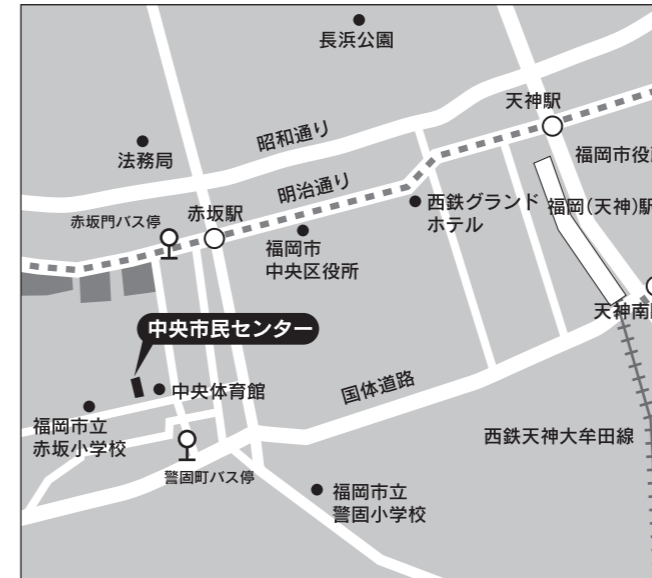 長浜公園
天神駅
昭和通り
法務局
福岡市役
明治通り
赤坂門バス停
赤坂駅
西鉄グランド
ホテル
福岡(天神)駅
福岡市
中央区役所
天神南
中央市民センター
国体道路
中央体育館
福岡市立
赤坂小学校
西鉄天神大牟田線
警固町バス停
福岡市立
警固小学校